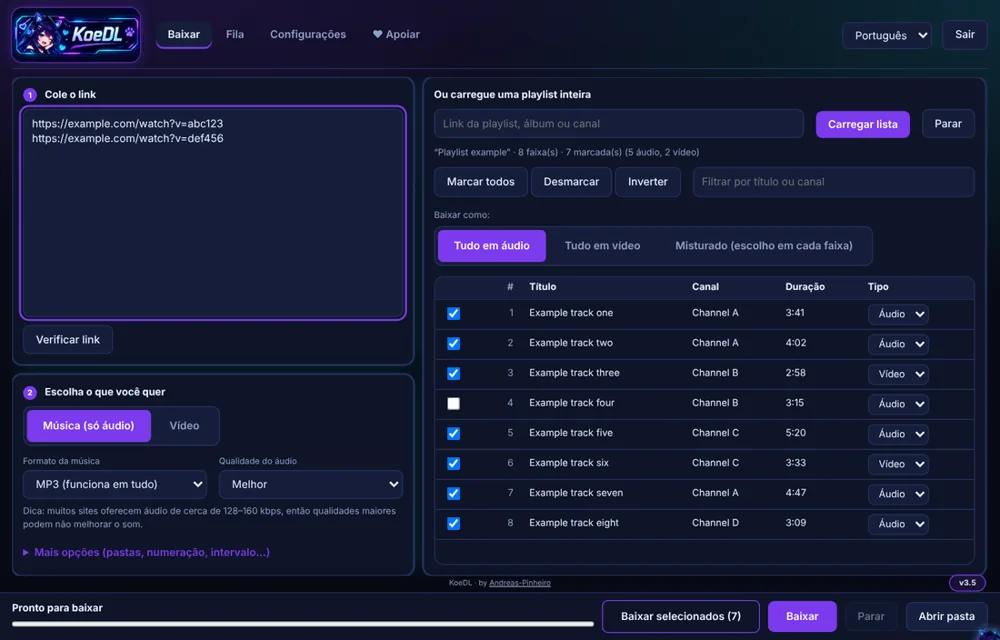 KoeDL
Baixar Fila Configurações ♥ Apoiar Português Sair
1 Cole o link
https://example.com/watch?v=abc123
https://example.com/watch?v=def456
Verificar link
2 Escolha o que você quer
Música (só áudio) Vídeo
Formato da música Qualidade do áudio
MP3 (funciona em tudo) Melhor
Dica: muitos sites oferecem áudio de cerca de 128–160 kbps, então qualidades maiores
podem não melhorar o som.
▸ Mais opções (pastas, numeração, intervalo...)
Ou carregue uma playlist inteira
Link da playlist, álbum ou canal Carregar lista Parar
"Playlist example" · 8 faixa(s) · 7 marcada(s) (5 áudio, 2 vídeo)
Marcar todos Desmarcar Inverter Filtrar por título ou canal
Baixar como:
Tudo em áudio Tudo em vídeo Misturado (escolho em cada faixa)
# Título Canal Duração Tipo
1 Example track one Channel A 3:41 Áudio
2 Example track two Channel A 4:02 Áudio
3 Example track three Channel B 2:58 Vídeo
4 Example track four Channel B 3:15 Áudio
5 Example track five Channel C 5:20 Áudio
6 Example track six Channel C 3:33 Vídeo
7 Example track seven Channel A 4:47 Áudio
8 Example track eight Channel D 3:09 Áudio
KoeDL · by Andreas-Pinheiro v3.5
Pronto para baixar
Baixar selecionados (7) Baixar Parar Abrir pasta